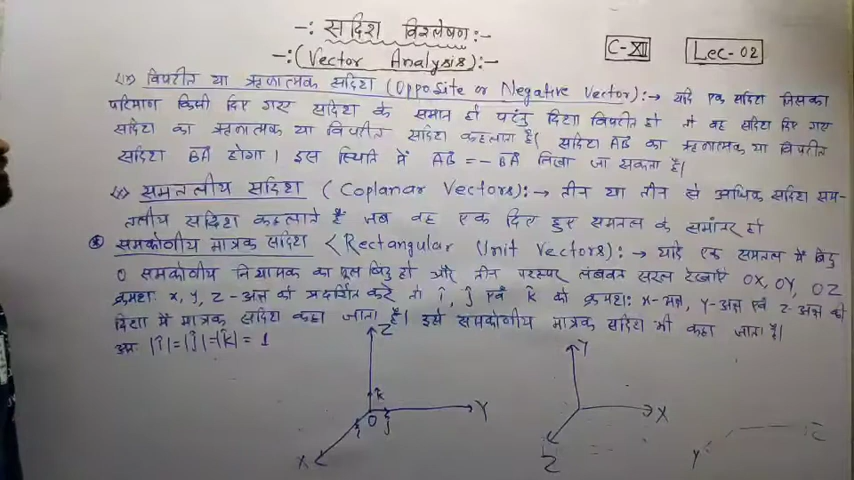 -: सदिश विश्लेषण:-
-:(Vector Analysis):-
C-XII
Lec-02
विपरीत या ऋणात्मक सदिश (Opposite or Negative Vector):→ यदि एक सदिश जिसका
परिमाण किसी दिए गए सदिश के समान हो परंतु दिशा विपरीत हो तो वह सदिश दिए गए
सदिश का ऋणात्मक या विपरीत सदिश कहलाता है। सदिश AB का ऋणात्मक या विपरीत
सदिश BA होगा। इस स्थिति में AB = - BA लिखा जा सकता है।
समतलीय सदिश (Coplanar Vectors):→ तीन या तीन से अधिक सदिश सम-
तलीय सदिश कहलाते हैं जब वह एक दिए हुए समतल के समांतर हो
* समकोणीय मात्रक सदिश (Rectangular Unit Vectors):→ यदि एक समतल में बिंदु
O समकोणीय नियामक का मूल बिंदु हो और तीन परस्पर लंबवत सरल रेखाएँ OX, OY, OZ
क्रमशः x, y, z-अक्ष को प्रदर्शित करे तो î, ĵ एवं k̂ को क्रमशः x-अक्ष, y-अक्ष एवं z-अक्ष की
दिशा में मात्रक सदिश कहा जाता है। इसे समकोणीय मात्रक सदिश भी कहा जाता है।
अतः |î|=|ĵ|=|k̂|= 1
Z
k̂
O
Y
ĵ
î
X
Y
X
Z
Y